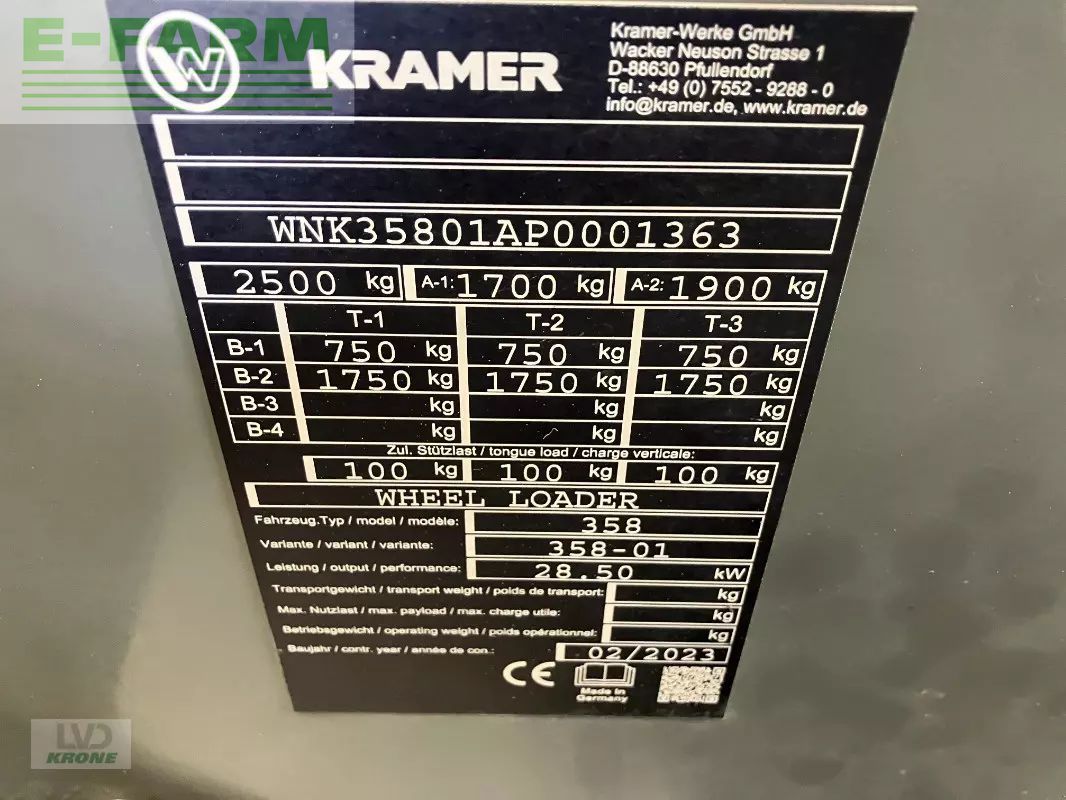 E-FARM
KRAMER
Kramer-Werke GmbH
Wacker Neuson Strasse 1
D-88630 Pfullendorf
Tel.: +49 (0) 7552 - 9288 - 0
info@kramer.de, www.kramer.de
WNK35801AP0001363
2500 kg A-1: 1700 kg A-2: 1900 kg
T-1 T-2 T-3
B-1 750 kg 750 kg 750 kg
B-2 1750 kg 1750 kg 1750 kg
B-3 kg kg kg
B-4 kg kg kg
Zul. Stützlast / tongue load / charge verticale:
100 kg 100 kg 100 kg
WHEEL LOADER
Fahrzeug.Typ / model / modèle: 358
Variante / variant / variante: 358-01
Leistung / output / performance: 28.50 kW
Transportgewicht / transport weight / poids de transport: kg
Max. Nutzlast / max. payload / max. charge utile: kg
Betriebsgewicht / operating weight / poids opérationnel: kg
Baujahr / contr. year / année de con.: 02/2023
CE
Made in
Germany
LVD
KRONE